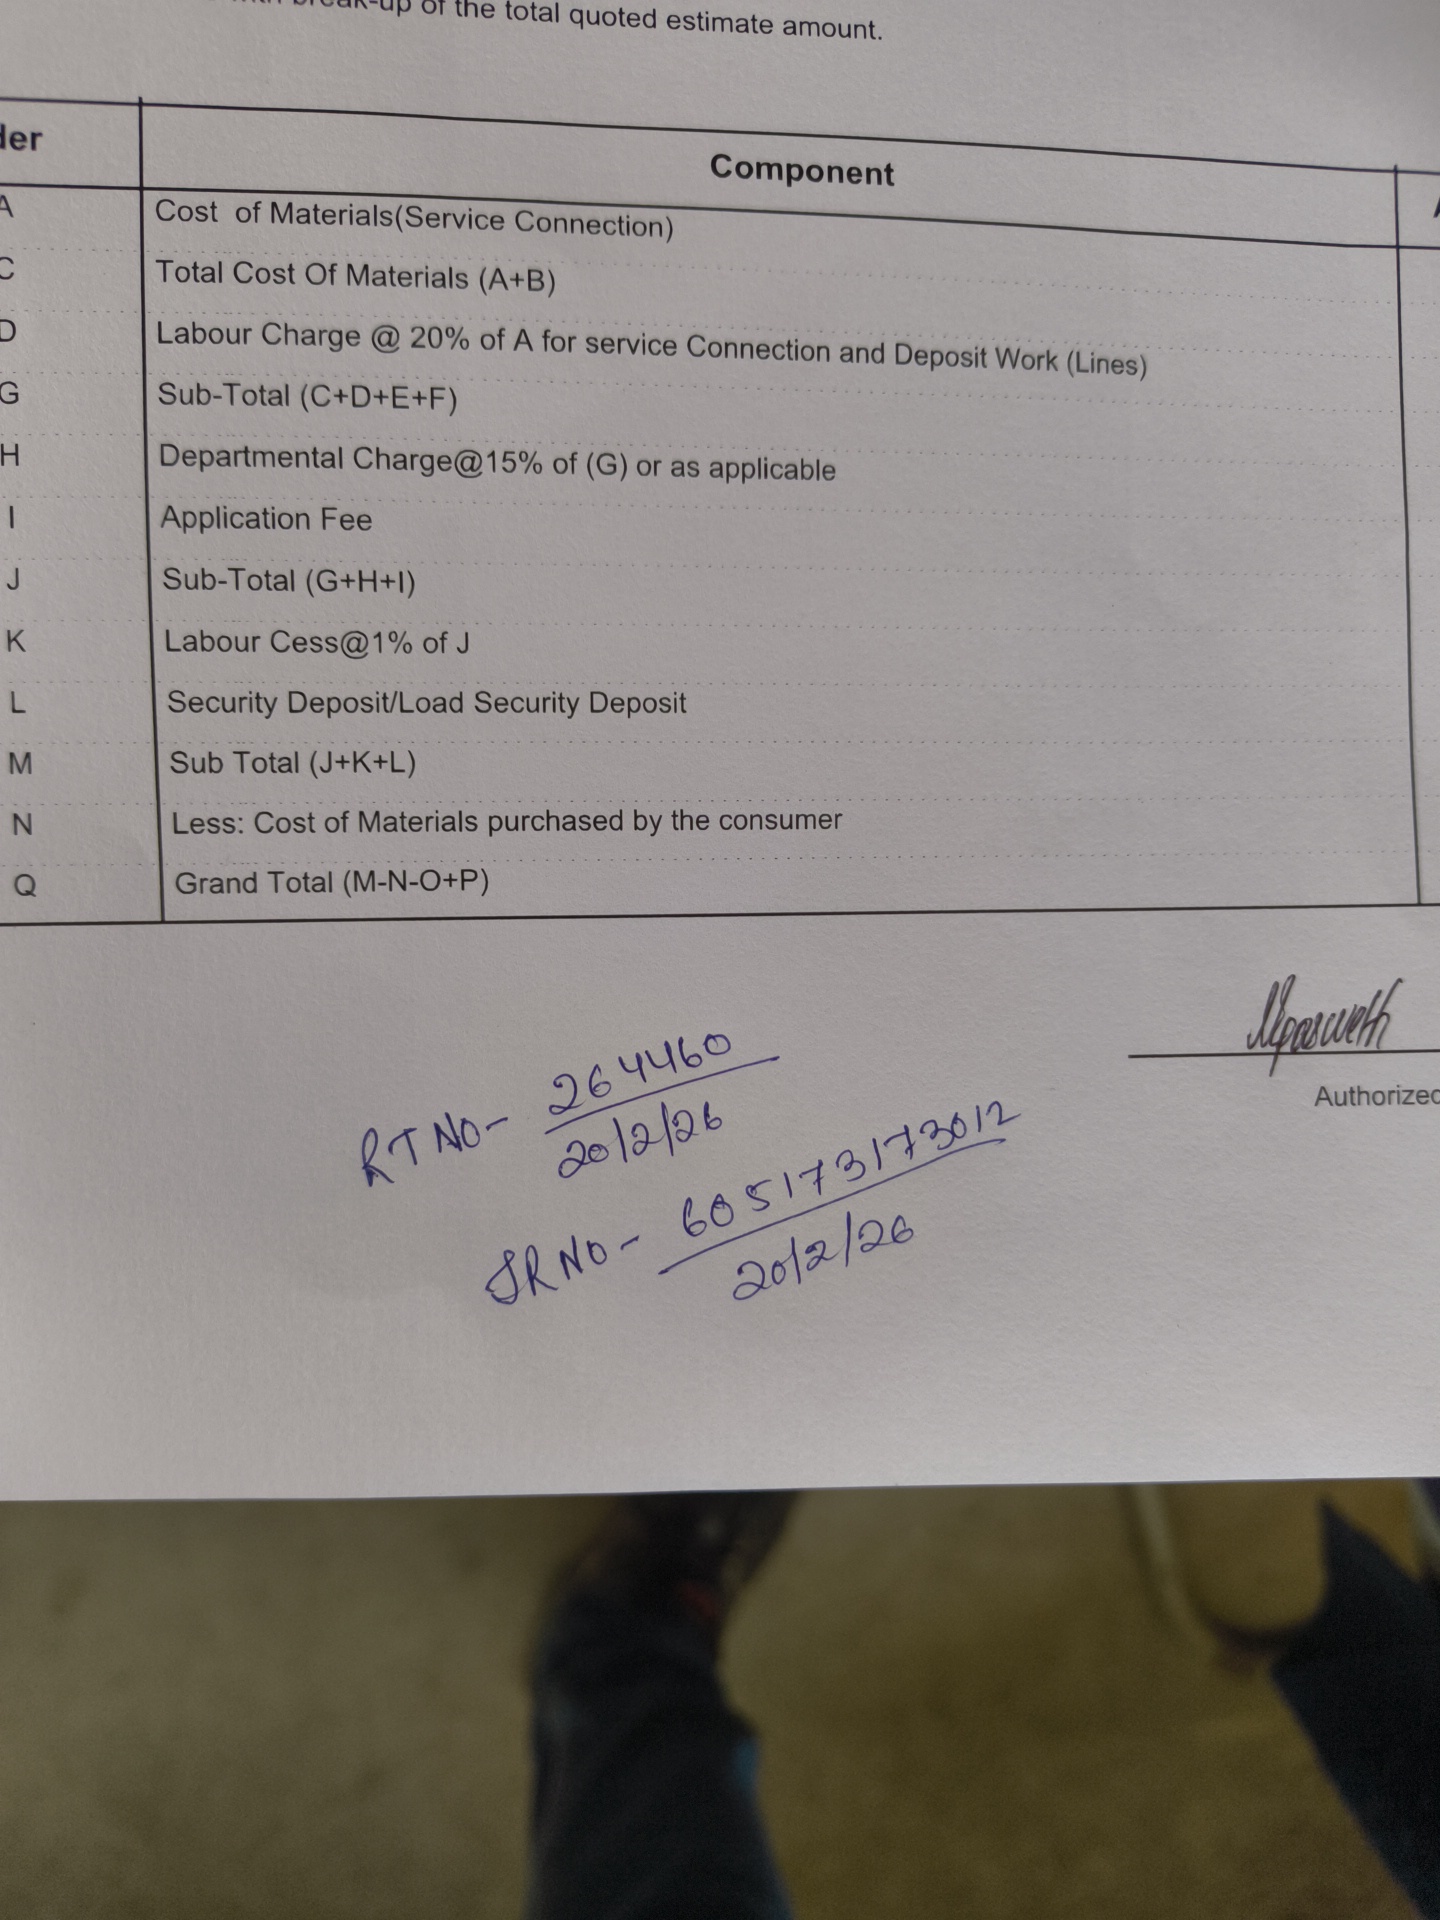 break-up of the total quoted estimate amount.
Component
A Cost of Materials(Service Connection)
C Total Cost Of Materials (A+B)
D Labour Charge @ 20% of A for service Connection and Deposit Work (Lines)
G Sub-Total (C+D+E+F)
H Departmental Charge@15% of (G) or as applicable
I Application Fee
J Sub-Total (G+H+I)
K Labour Cess@1% of J
L Security Deposit/Load Security Deposit
M Sub Total (J+K+L)
N Less: Cost of Materials purchased by the consumer
Q Grand Total (M-N-O+P)
Authorized
RT NO- 264460
20/2/26
SR NO- 605173173012
20/2/26